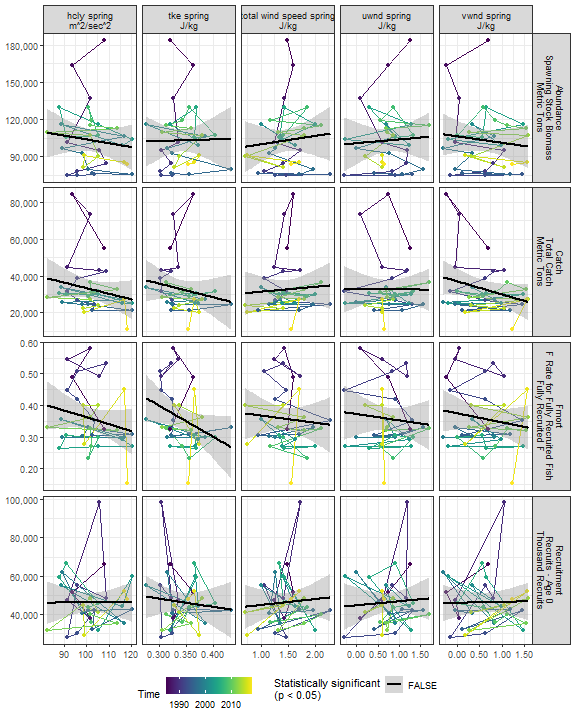 hcly spring
m^2/sec^2
tke spring
J/kg
total wind speed spring
J/kg
uwnd spring
J/kg
vwnd spring
J/kg
180,000
150,000
120,000
90,000
Abundance
Spawning Stock Biomass
Metric Tons
80,000
60,000
40,000
20,000
Catch
Total Catch
Metric Tons
0.60
0.50
0.40
0.30
0.20
Fmort
F Rate for Fully Recruited Fish
Fully Recruited F
100,000
80,000
60,000
40,000
Recruitment
Recruits - Age 0
Thousand Recruits
90 100 110 120
0.300 0.350 0.400
1.00 1.50 2.00
0.00 0.50 1.00 1.50
0.00 0.50 1.00 1.50
Time
1990 2000 2010
Statistically significant
(p < 0.05)
FALSE